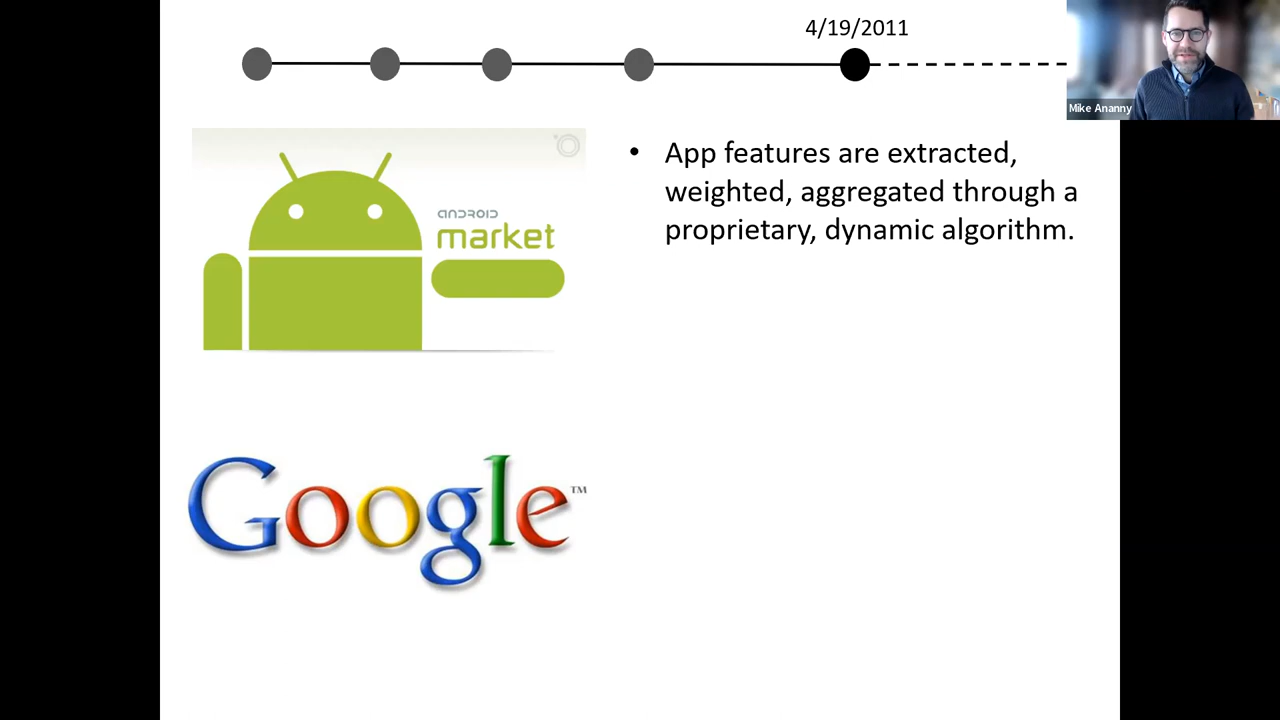 4/19/2011
Mike Ananny
• App features are extracted,
weighted, aggregated through a
proprietary, dynamic algorithm.
ANDROID
market
Google™